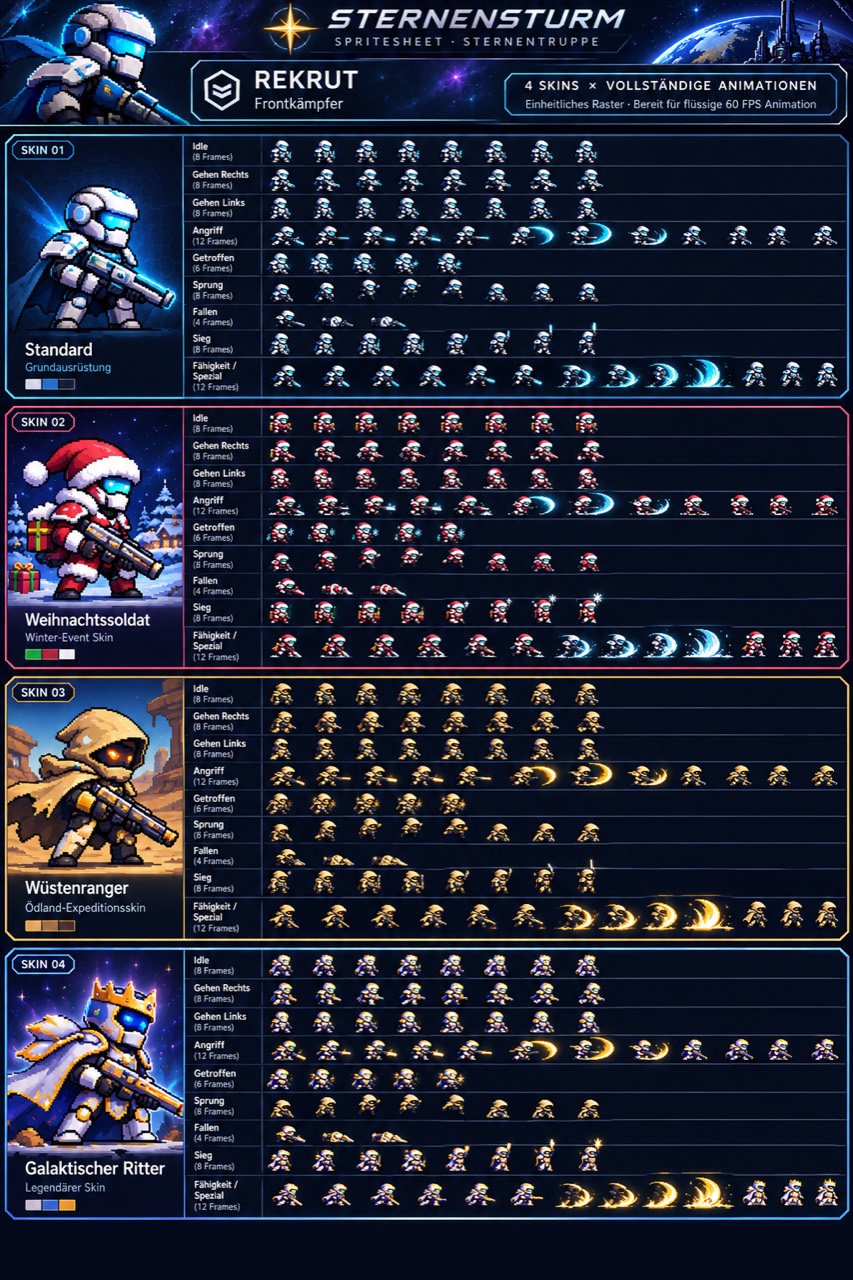 STERNENSTURM
SPRITESHEET · STERNENTRUPPE
REKRUT
Frontkämpfer
4 SKINS × VOLLSTÄNDIGE ANIMATIONEN
Einheitliches Raster · Bereit für flüssige 60 FPS Animation
SKIN 01
Standard
Grundausrüstung
Idle
(8 Frames)
Gehen Rechts
(8 Frames)
Gehen Links
(8 Frames)
Angriff
(12 Frames)
Getroffen
(6 Frames)
Sprung
(8 Frames)
Fallen
(4 Frames)
Sieg
(8 Frames)
Fähigkeit /
Spezial
(12 Frames)
SKIN 02
Weihnachtssoldat
Winter-Event Skin
Idle
(8 Frames)
Gehen Rechts
(8 Frames)
Gehen Links
(8 Frames)
Angriff
(12 Frames)
Getroffen
(6 Frames)
Sprung
(8 Frames)
Fallen
(4 Frames)
Sieg
(8 Frames)
Fähigkeit /
Spezial
(12 Frames)
SKIN 03
Wüstenranger
Ödland-Expeditionsskin
Idle
(8 Frames)
Gehen Rechts
(8 Frames)
Gehen Links
(8 Frames)
Angriff
(12 Frames)
Getroffen
(6 Frames)
Sprung
(8 Frames)
Fallen
(4 Frames)
Sieg
(8 Frames)
Fähigkeit /
Spezial
(12 Frames)
SKIN 04
Galaktischer Ritter
Legendärer Skin
Idle
(8 Frames)
Gehen Rechts
(8 Frames)
Gehen Links
(8 Frames)
Angriff
(12 Frames)
Getroffen
(6 Frames)
Sprung
(8 Frames)
Fallen
(4 Frames)
Sieg
(8 Frames)
Fähigkeit /
Spezial
(12 Frames)